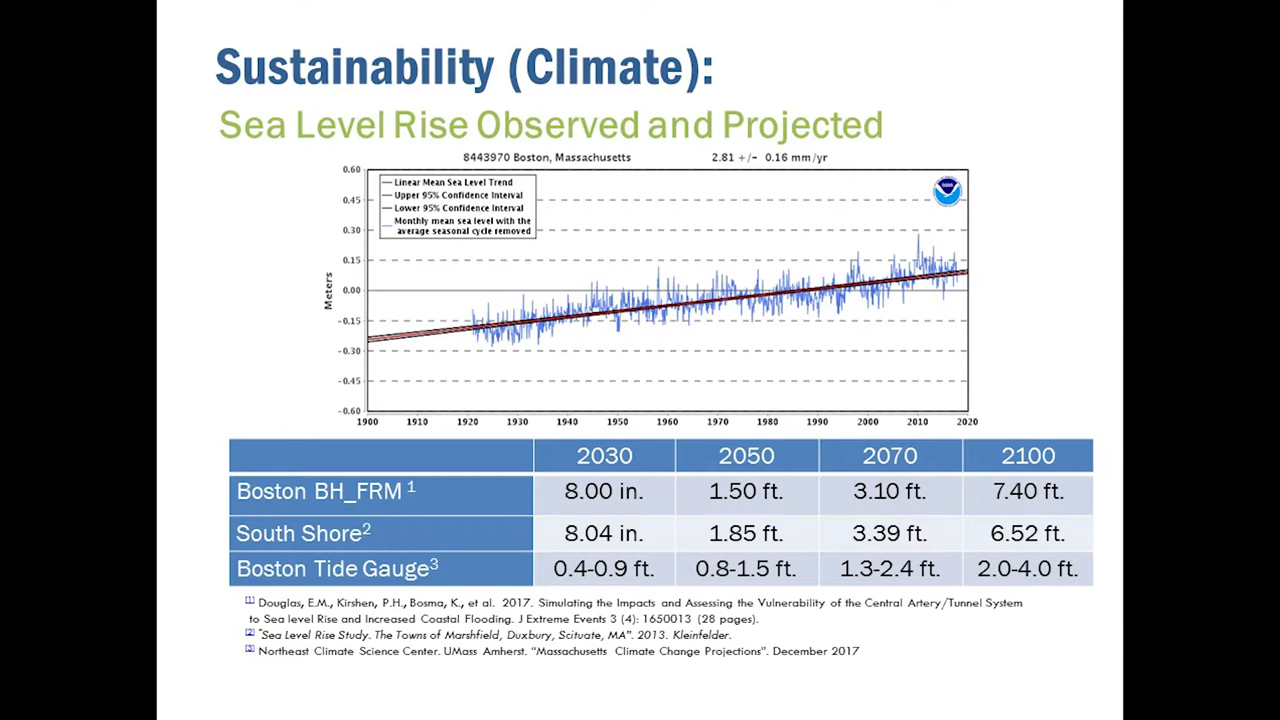 Sustainability (Climate):
Sea Level Rise Observed and Projected
8443970 Boston, Massachusetts 2.81 +/- 0.16 mm/yr
Linear Mean Sea Level Trend
Upper 95% Confidence Interval
Lower 95% Confidence Interval
Monthly mean sea level with the
average seasonal cycle removed
NOAA
Meters
0.60
0.45
0.30
0.15
0.00
-0.15
-0.30
-0.45
-0.60
1900 1910 1920 1930 1940 1950 1960 1970 1980 1990 2000 2010 2020
2030 2050 2070 2100
Boston BH_FRM 1 8.00 in. 1.50 ft. 3.10 ft. 7.40 ft.
South Shore2 8.04 in. 1.85 ft. 3.39 ft. 6.52 ft.
Boston Tide Gauge3 0.4-0.9 ft. 0.8-1.5 ft. 1.3-2.4 ft. 2.0-4.0 ft.
[1] Douglas, E.M., Kirshen, P.H., Bosma, K., et al. 2017. Simulating the Impacts and Assessing the Vulnerability of the Central Artery/Tunnel System
to Sea level Rise and Increased Coastal Flooding. J Extreme Events 3 (4): 1650013 (28 pages).
[2] "Sea Level Rise Study. The Towns of Marshfield, Duxbury, Scituate, MA". 2013. Kleinfelder.
[3] Northeast Climate Science Center. UMass Amherst. "Massachusetts Climate Change Projections". December 2017